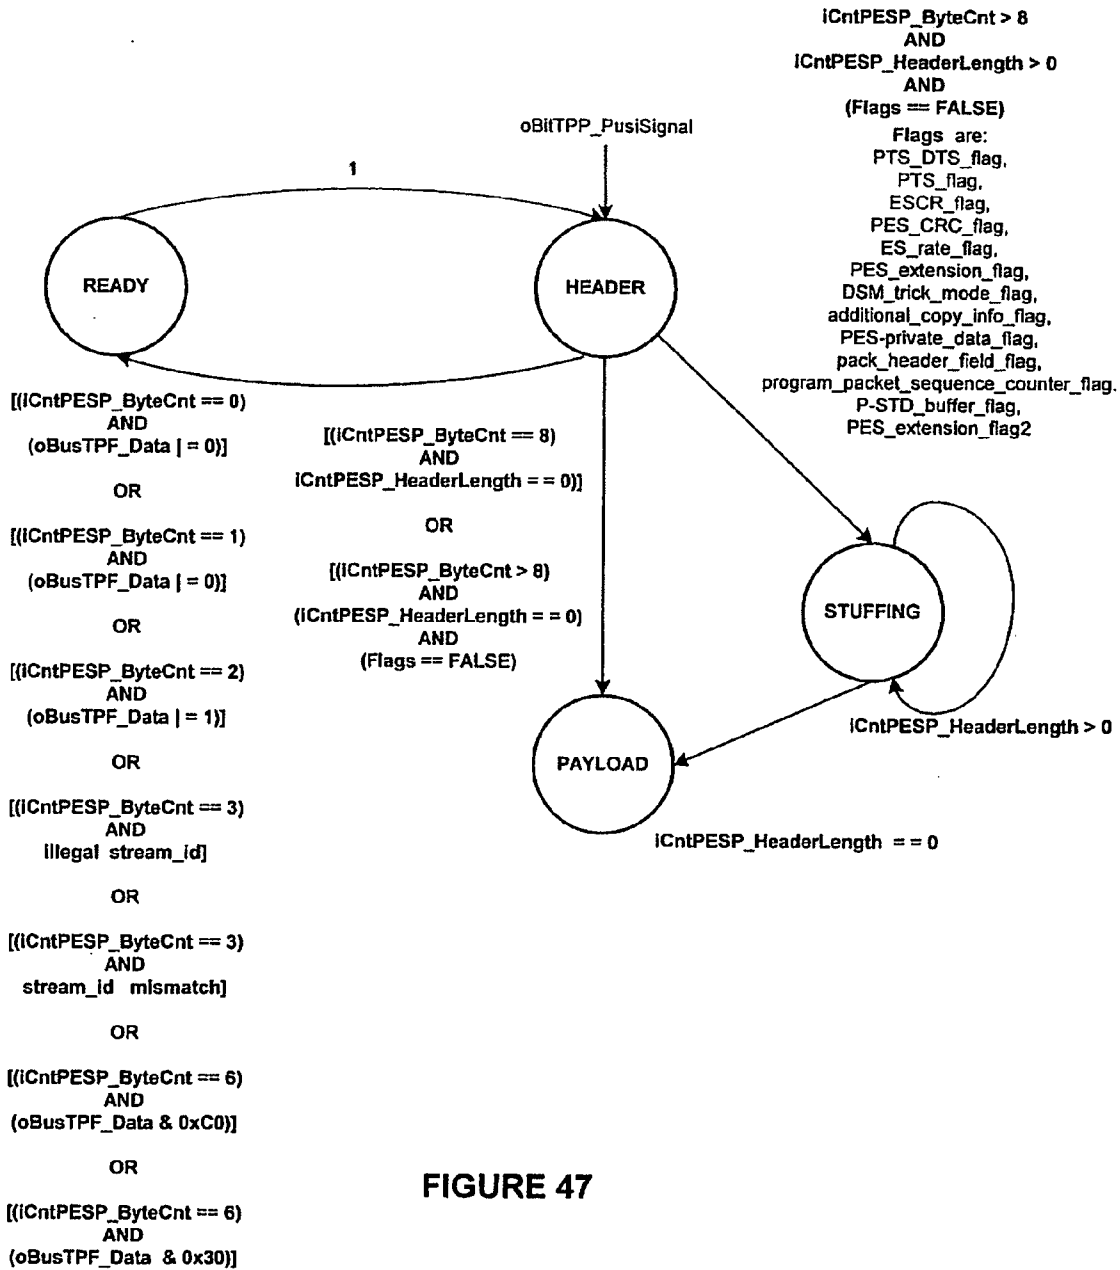 iCntPESP_ByteCnt > 8
AND
iCntPESP_HeaderLength > 0
AND
(Flags == FALSE)
Flags are:
PTS_DTS_flag,
PTS_flag,
ESCR_flag,
PES_CRC_flag,
ES_rate_flag,
PES_extension_flag,
DSM_trick_mode_flag,
additional_copy_info_flag,
PES-private_data_flag,
pack_header_field_flag,
program_packet_sequence_counter_flag.
P-STD_buffer_flag,
PES_extension_flag2
oBitTPP_PusiSignal
1
READY
HEADER
[(iCntPESP_ByteCnt == 0)
AND
(oBusTPF_Data | = 0)]
OR
[(iCntPESP_ByteCnt == 1)
AND
(oBusTPF_Data | = 0)]
OR
[(iCntPESP_ByteCnt == 2)
AND
(oBusTPF_Data | = 1)]
OR
[(iCntPESP_ByteCnt == 3)
AND
illegal stream_id]
OR
[(iCntPESP_ByteCnt == 3)
AND
stream_id mismatch]
OR
[(iCntPESP_ByteCnt == 6)
AND
(oBusTPF_Data & 0xC0)]
OR
[(iCntPESP_ByteCnt == 6)
AND
(oBusTPF_Data & 0x30)]
[(iCntPESP_ByteCnt == 8)
AND
iCntPESP_HeaderLength = = 0)]
OR
[(iCntPESP_ByteCnt > 8)
AND
(iCntPESP_HeaderLength = = 0)
AND
(Flags == FALSE)
STUFFING
iCntPESP_HeaderLength > 0
PAYLOAD
iCntPESP_HeaderLength = = 0
FIGURE 47